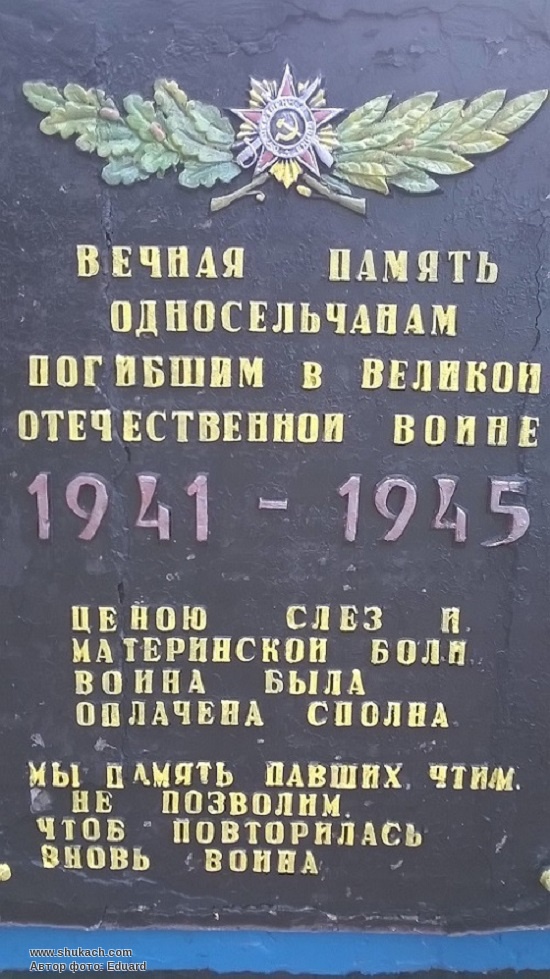 ВЕЧНАЯ ПАМЯТЬ
ОДНОСЕЛЬЧАНАМ
ПОГИБШИМ В ВЕЛИКОЙ
ОТЕЧЕСТВЕННОЙ ВОЙНЕ
1941 - 1945
ЦЕНОЮ СЛЕЗ И
МАТЕРИНСКОЙ БОЛИ
ВОЙНА БЫЛА
ОПЛАЧЕНА СПОЛНА
МЫ ПАМЯТЬ ПАВШИХ ЧТИМ.
НЕ ПОЗВОЛИМ,
ЧТОБ ПОВТОРИЛАСЬ
ВНОВЬ ВОЙНА
www.shukach.com
Автор фото: Eduard